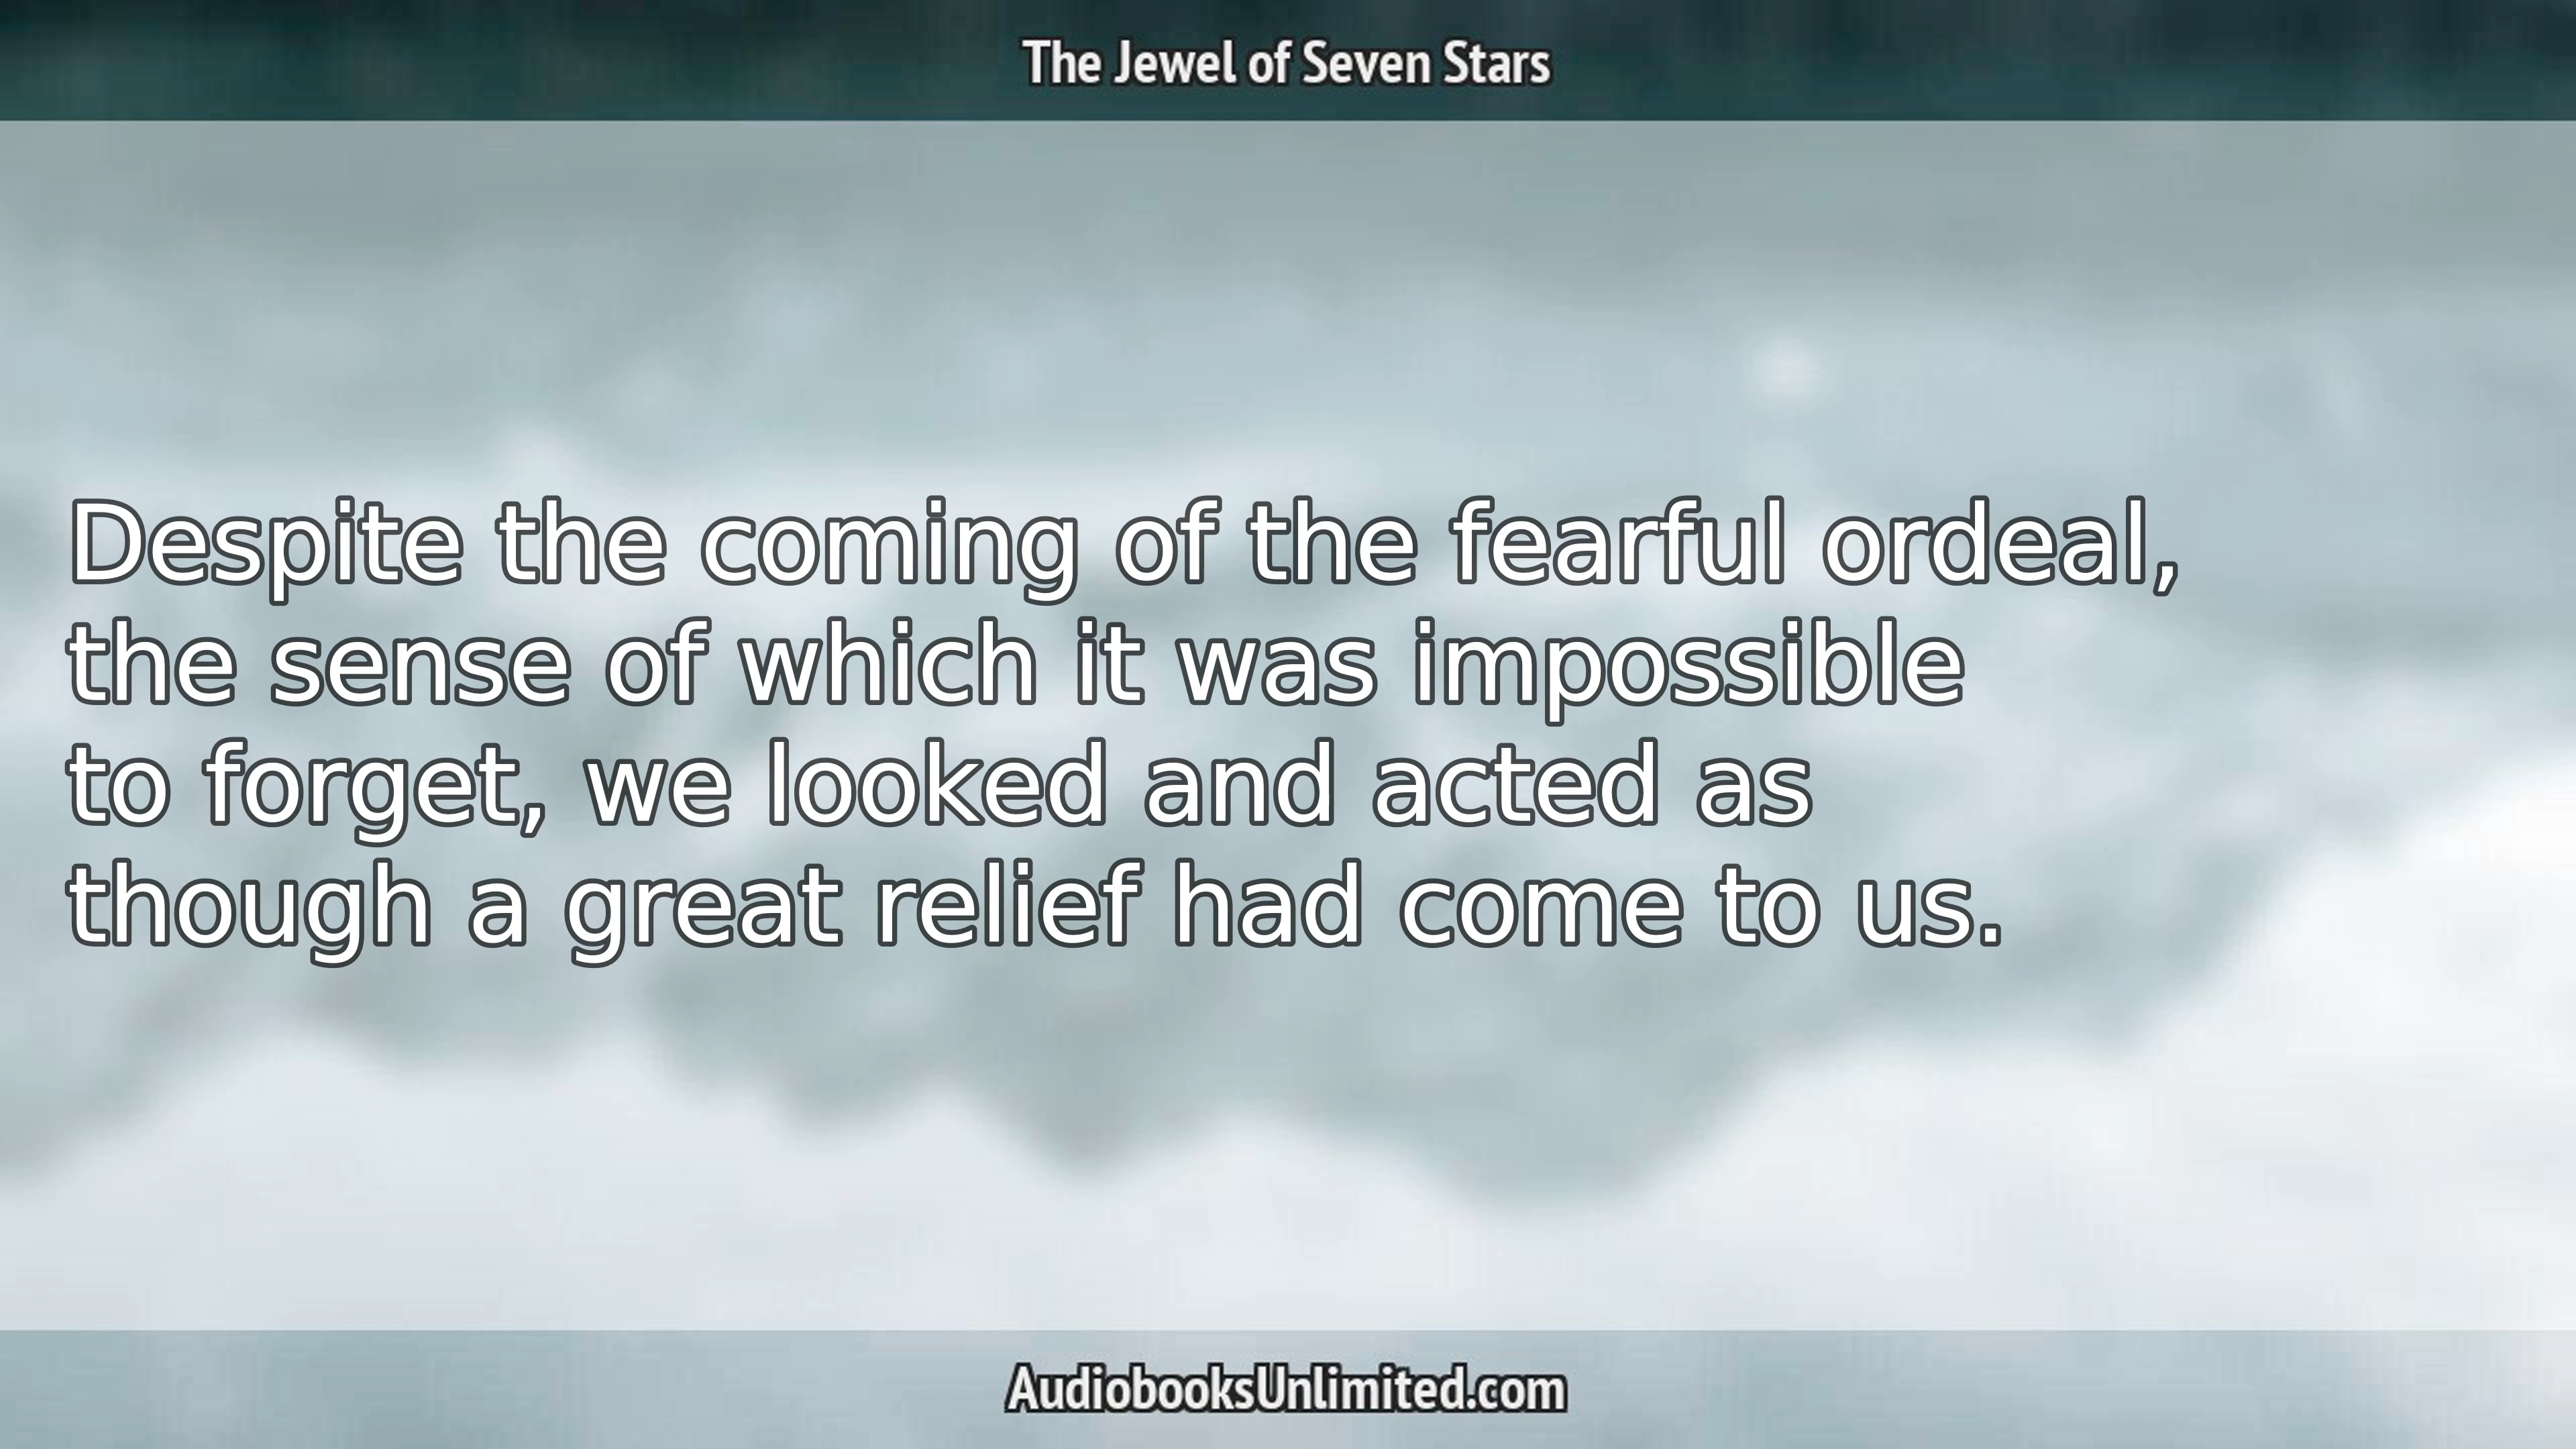 The Jewel of Seven Stars
Despite the coming of the fearful ordeal,
the sense of which it was impossible
to forget, we looked and acted as
though a great relief had come to us.
AudiobooksUnlimited.com